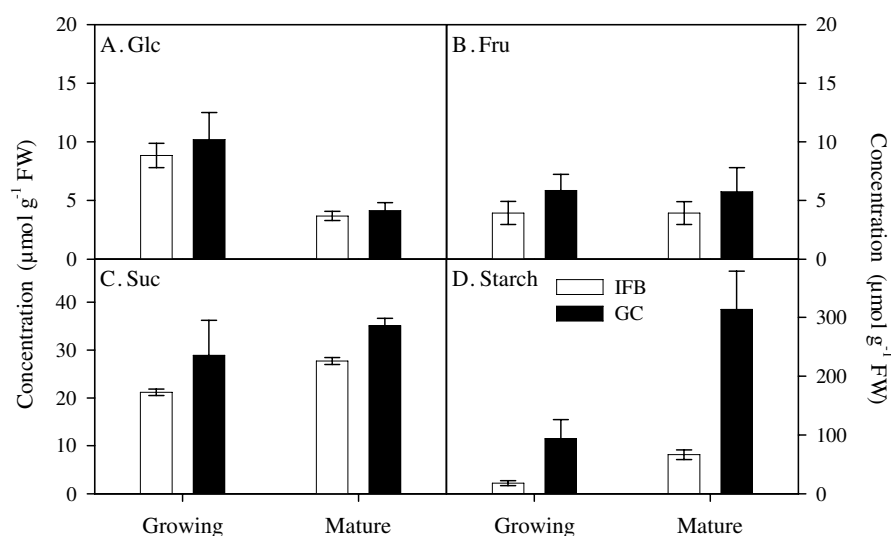 20
15
10
5
0
A. Glc
B. Fru
20
15
10
5
0
Concentration (µmol g⁻¹ FW)
Concentration (µmol g⁻¹ FW)
40
30
20
10
0
C. Suc
D. Starch
IFB
GC
300
200
100
0
Growing
Mature
Growing
Mature